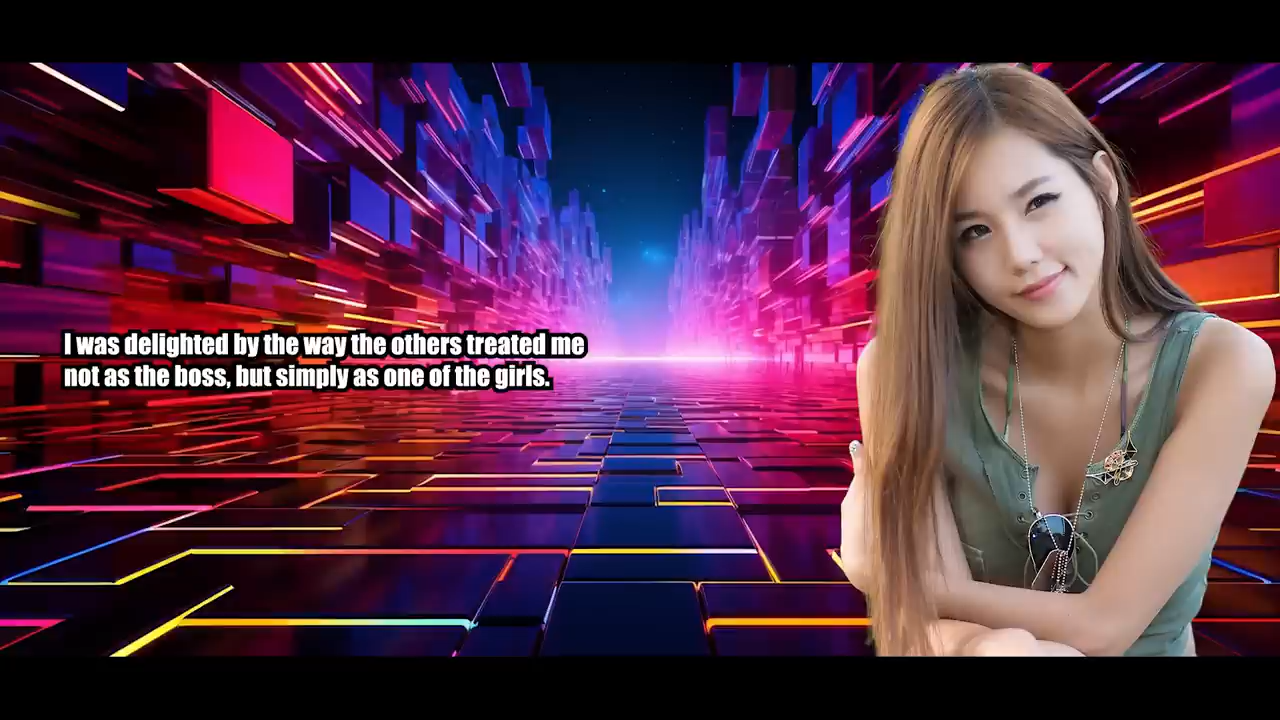 I was delighted by the way the others treated me
not as the boss, but simply as one of the girls.